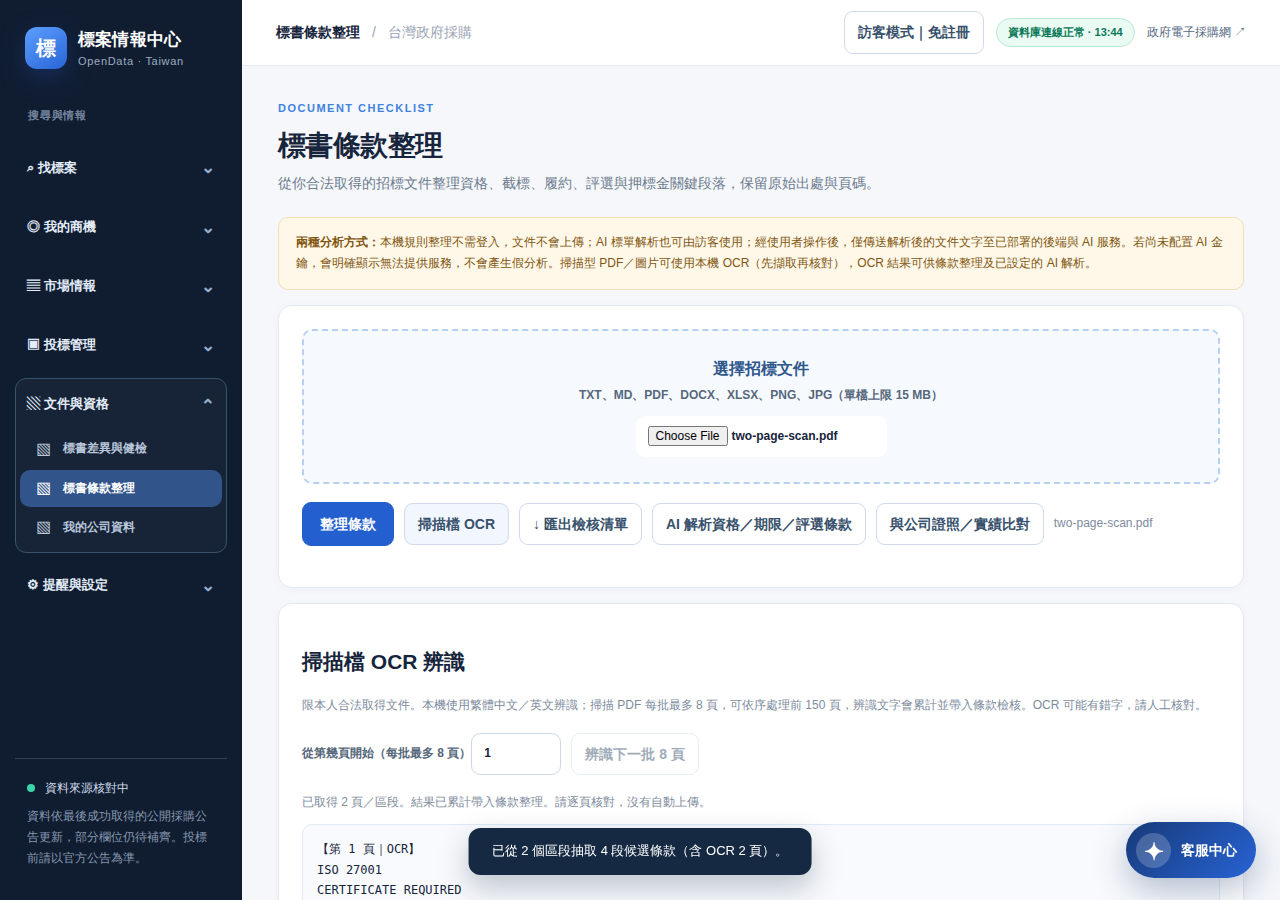 標
標案情報中心
OpenData · Taiwan
搜尋與情報
⌕ 找標案
◎ 我的商機
▤ 市場情報
▣ 投標管理
▧ 文件與資格
▧ 標書差異與健檢
▧ 標書條款整理
▧ 我的公司資料
⚙ 提醒與設定
資料來源核對中
資料依最後成功取得的公開採購公
告更新，部分欄位仍待補齊。投標
前請以官方公告為準。
標書條款整理 / 台灣政府採購
訪客模式｜免註冊
資料庫連線正常 · 13:44
政府電子採購網 ↗
DOCUMENT CHECKLIST
標書條款整理
從你合法取得的招標文件整理資格、截標、履約、評選與押標金關鍵段落，保留原始出處與頁碼。
兩種分析方式：本機規則整理不需登入，文件不會上傳；AI 標單解析也可由訪客使用；經使用者操作後，僅傳送解析後的文件文字至已部署的後端與 AI 服務。若尚未配置 AI 金
鑰，會明確顯示無法提供服務，不會產生假分析。掃描型 PDF／圖片可使用本機 OCR（先擷取再核對），OCR 結果可供條款整理及已設定的 AI 解析。
選擇招標文件
TXT、MD、PDF、DOCX、XLSX、PNG、JPG（單檔上限 15 MB）
Choose File two-page-scan.pdf
整理條款
掃描檔 OCR
↓ 匯出檢核清單
AI 解析資格／期限／評選條款
與公司證照／實績比對
two-page-scan.pdf
掃描檔 OCR 辨識
限本人合法取得文件。本機使用繁體中文／英文辨識；掃描 PDF 每批最多 8 頁，可依序處理前 150 頁，辨識文字會累計並帶入條款檢核。OCR 可能有錯字，請人工核對。
從第幾頁開始（每批最多 8 頁） 1
辨識下一批 8 頁
已取得 2 頁／區段。結果已累計帶入條款整理。請逐頁核對，沒有自動上傳。
【第 1 頁｜OCR】
ISO 27001
CERTIFICATE REQUIRED
已從 2 個區段抽取 4 段候選條款（含 OCR 2 頁）。
客服中心